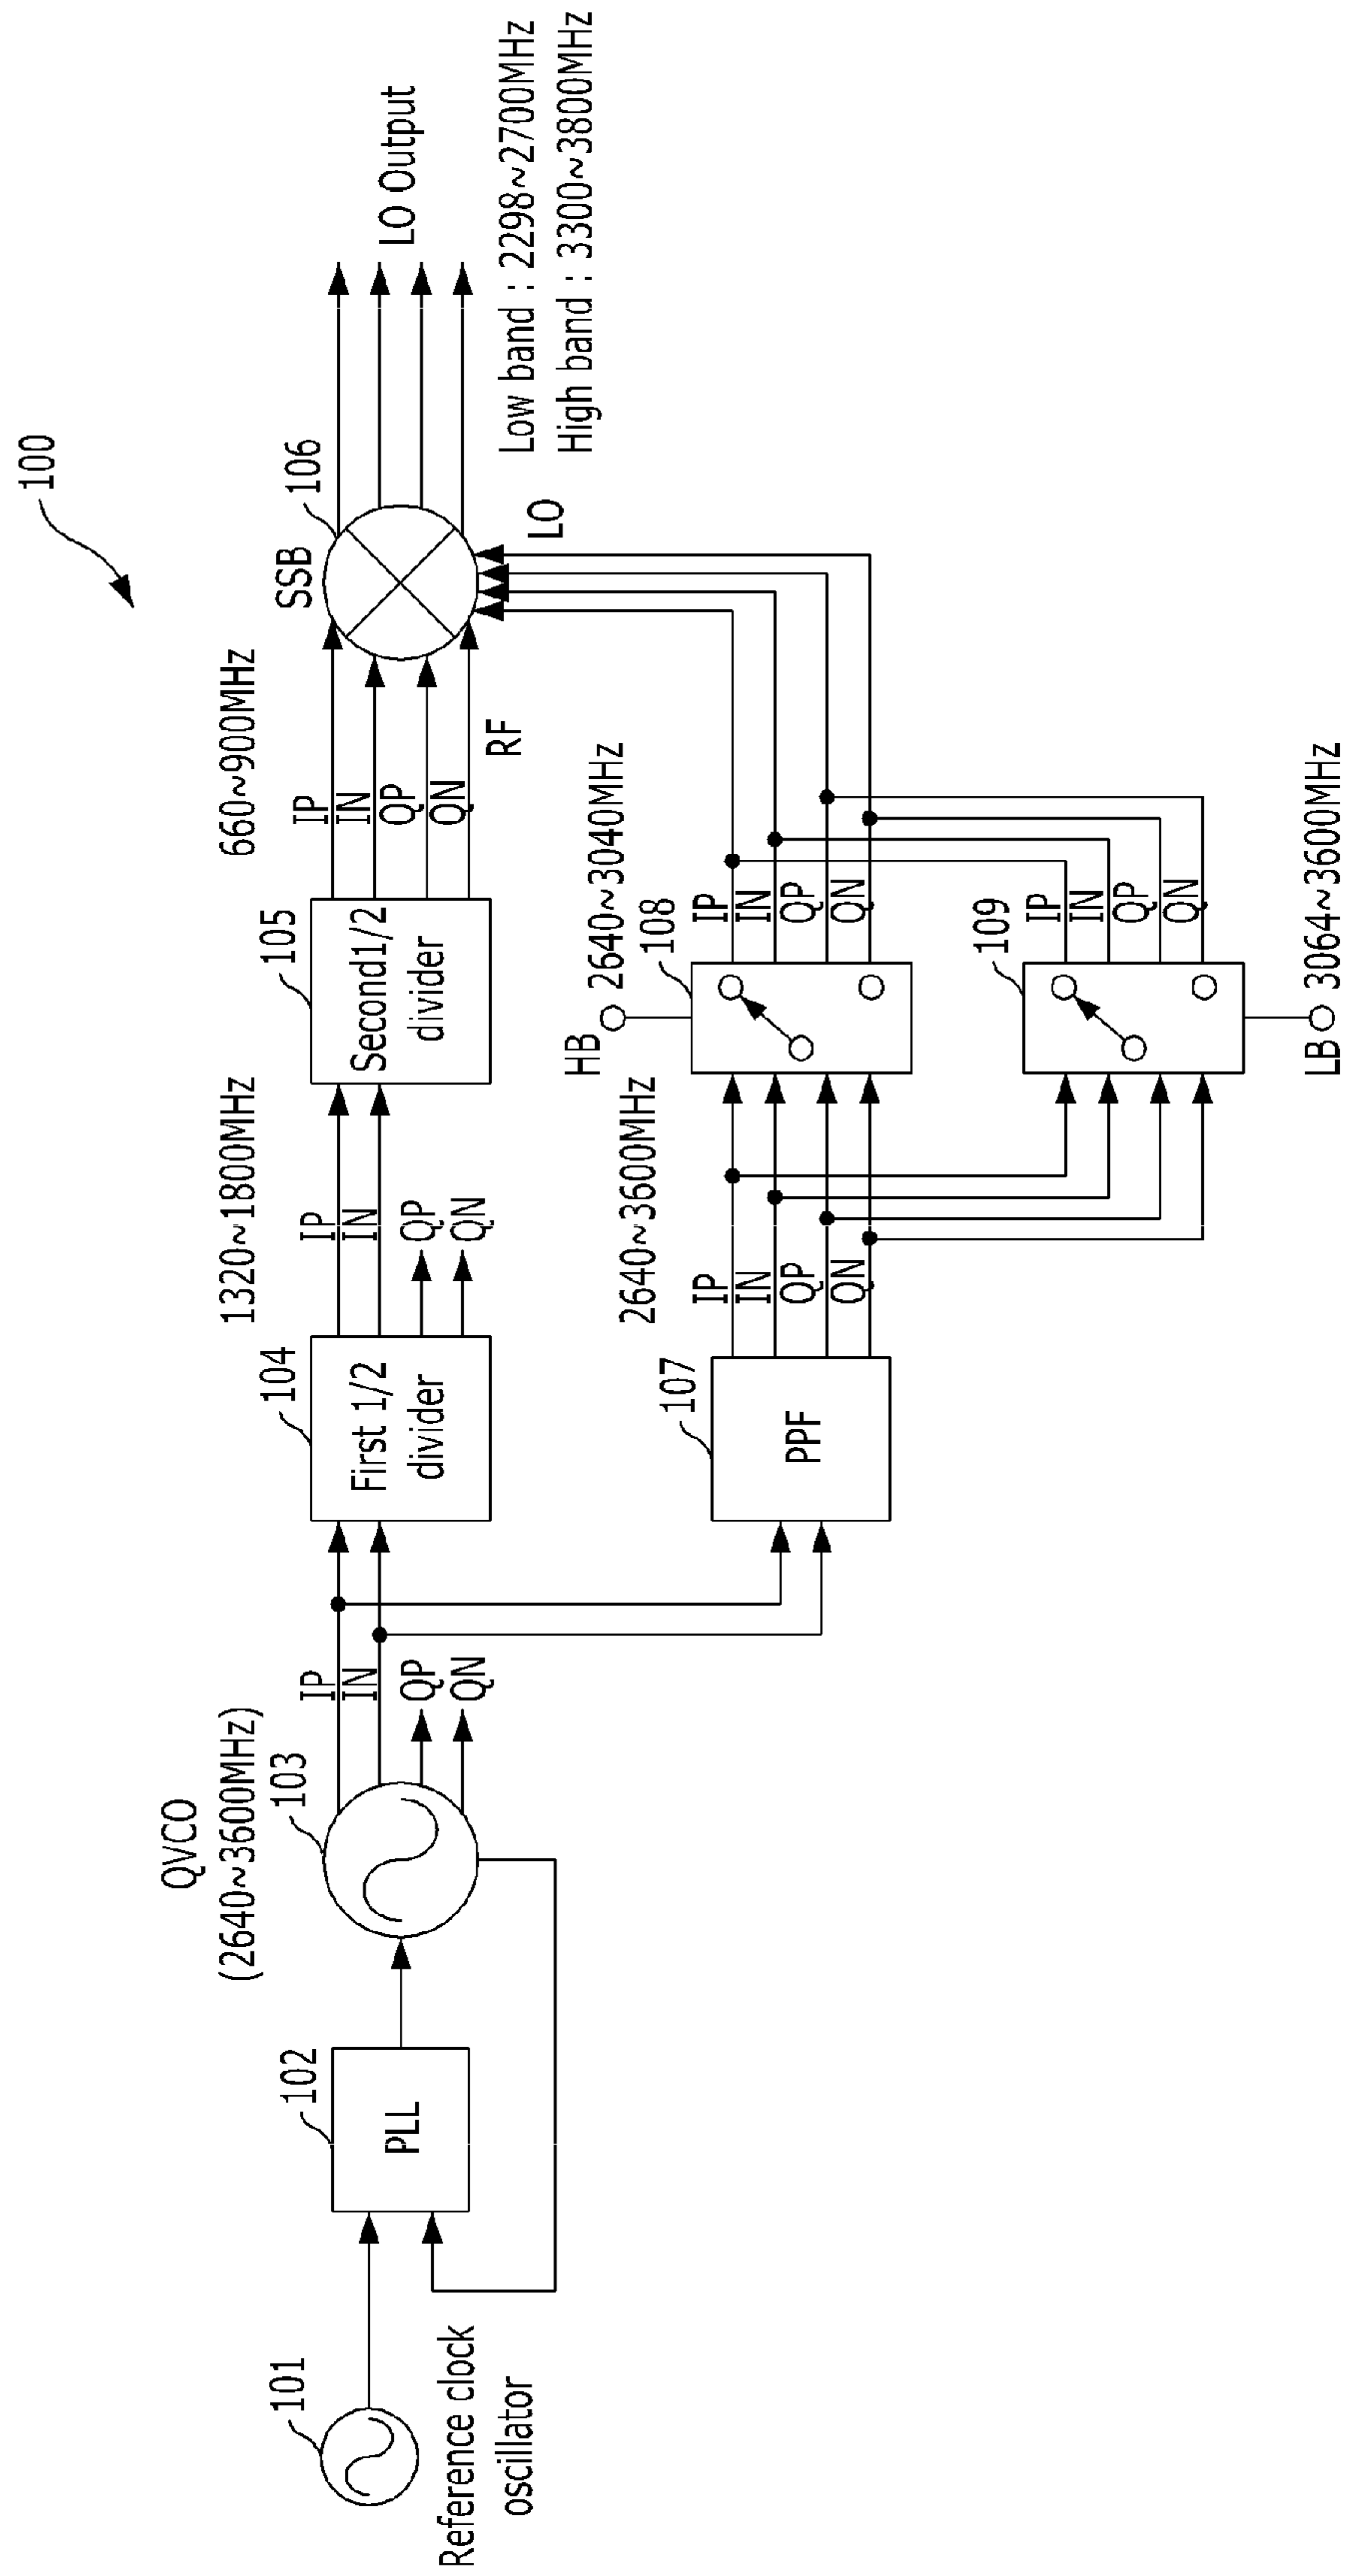 100
QVCO
(2640~3600MHz)
1320~1800MHz
660~900MHz
SSB
101
102
103
104
105
106
Reference clock
oscillator
PLL
IP
IN
QP
QN
First 1/2
divider
IP
IN
QP
QN
Second1/2
divider
IP
IN
QP
QN
RF
LO Output
LO
Low band : 2298~2700MHz
High band : 3300~3800MHz
107
PPF
2640~3600MHz
IP
IN
QP
QN
HB
2640~3040MHz
108
IP
IN
QP
QN
109
IP
IN
QP
QN
LB
3064~3600MHz